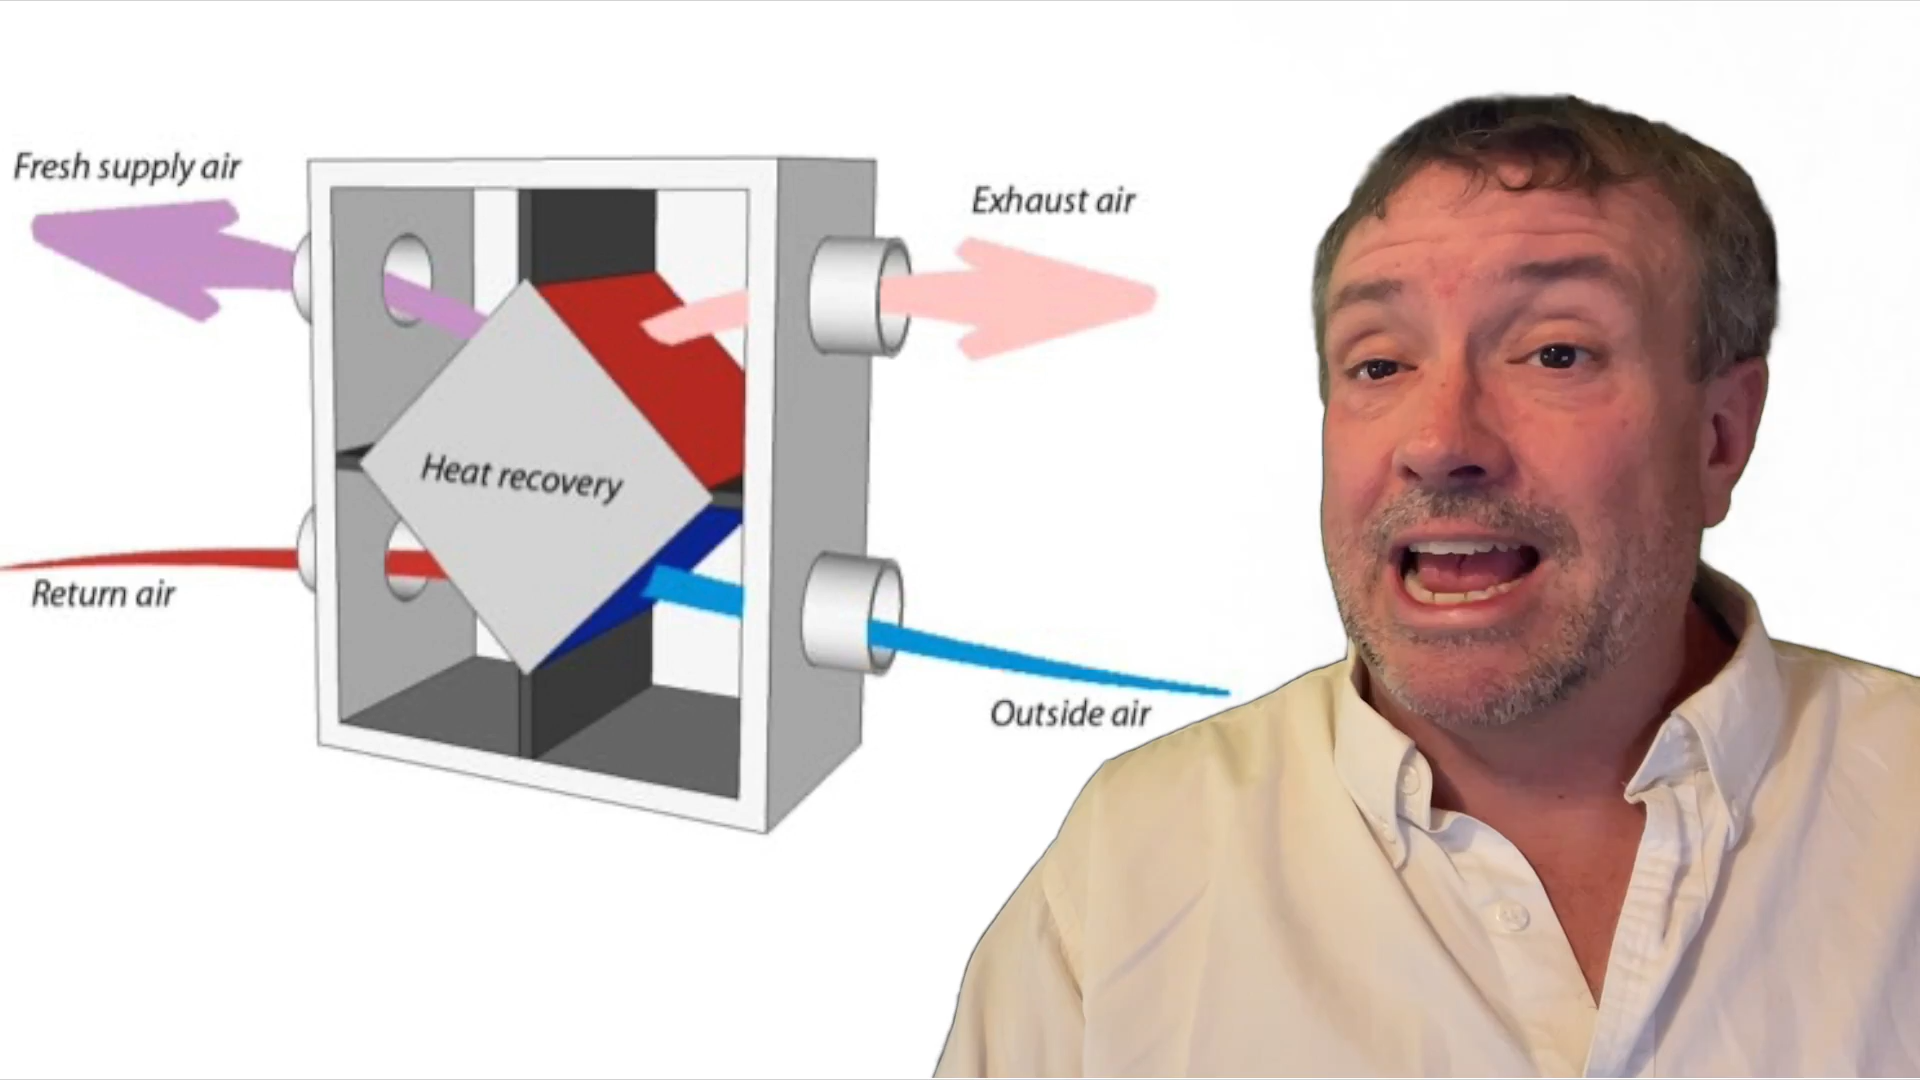 Fresh supply air
Exhaust air
Heat recovery
Return air
Outside air